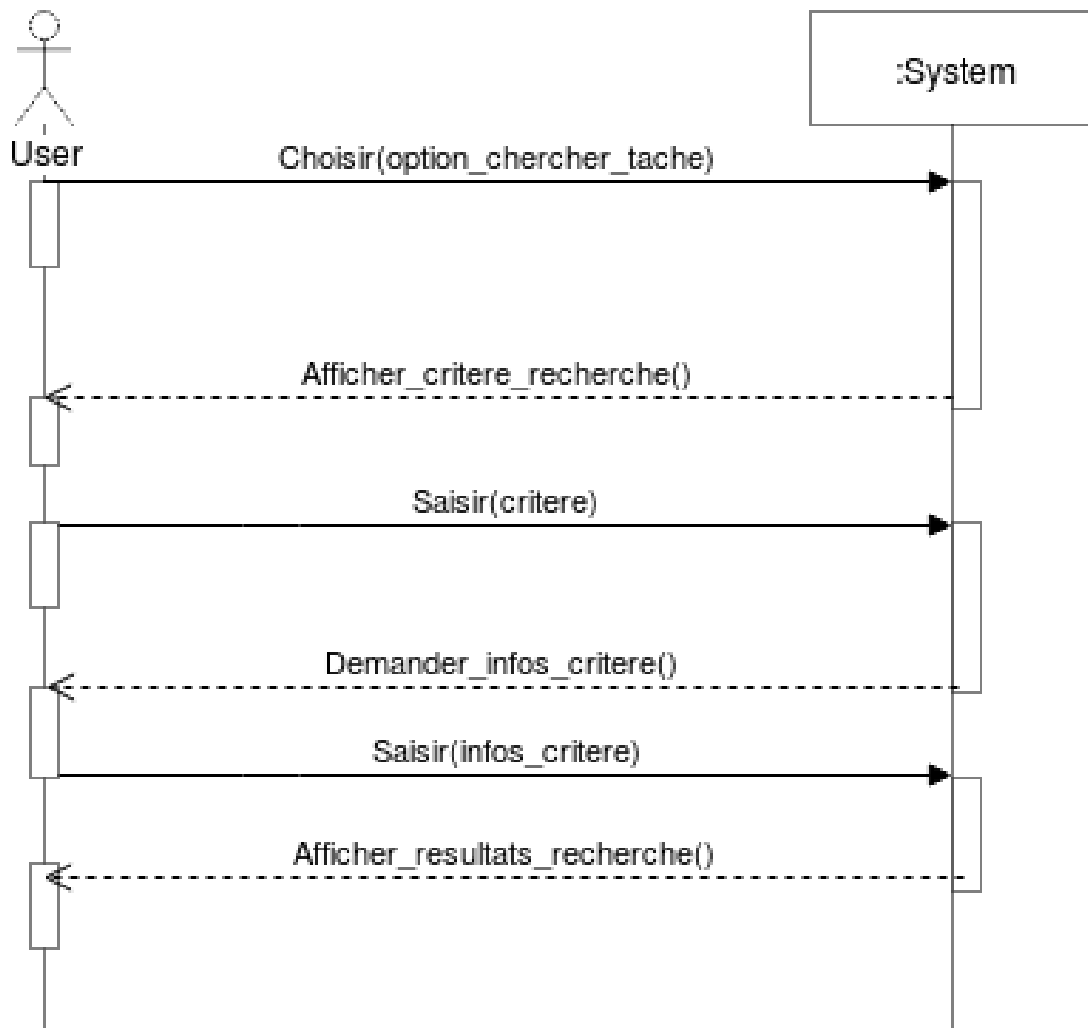 :System
User
Choisir(option_chercher_tache)
Afficher_critere_recherche()
Saisir(critere)
Demander_infos_critere()
Saisir(infos_critere)
Afficher_resultats_recherche()